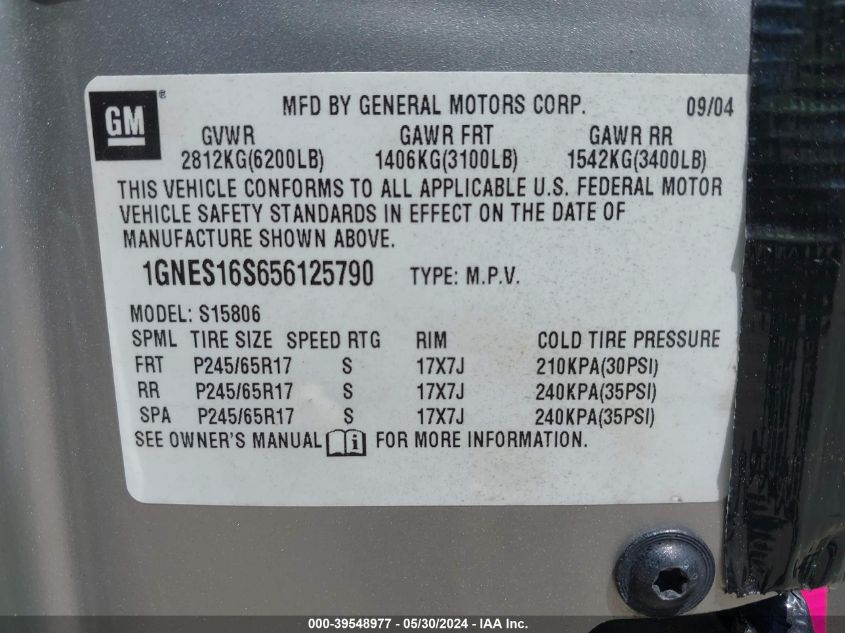 GM® MFD BY GENERAL MOTORS CORP. 09/04
GVWR GAWR FRT GAWR RR
2812KG(6200LB) 1406KG(3100LB) 1542KG(3400LB)
THIS VEHICLE CONFORMS TO ALL APPLICABLE U.S. FEDERAL MOTOR
VEHICLE SAFETY STANDARDS IN EFFECT ON THE DATE OF
MANUFACTURE SHOWN ABOVE.
1GNES16S656125790 TYPE: M.P.V.
MODEL: S15806
SPML TIRE SIZE SPEED RTG RIM COLD TIRE PRESSURE
FRT P245/65R17 S 17X7J 210KPA(30PSI)
RR P245/65R17 S 17X7J 240KPA(35PSI)
SPA P245/65R17 S 17X7J 240KPA(35PSI)
SEE OWNER'S MANUAL i FOR MORE INFORMATION.
000-39548977 - 05/30/2024 - IAA Inc.